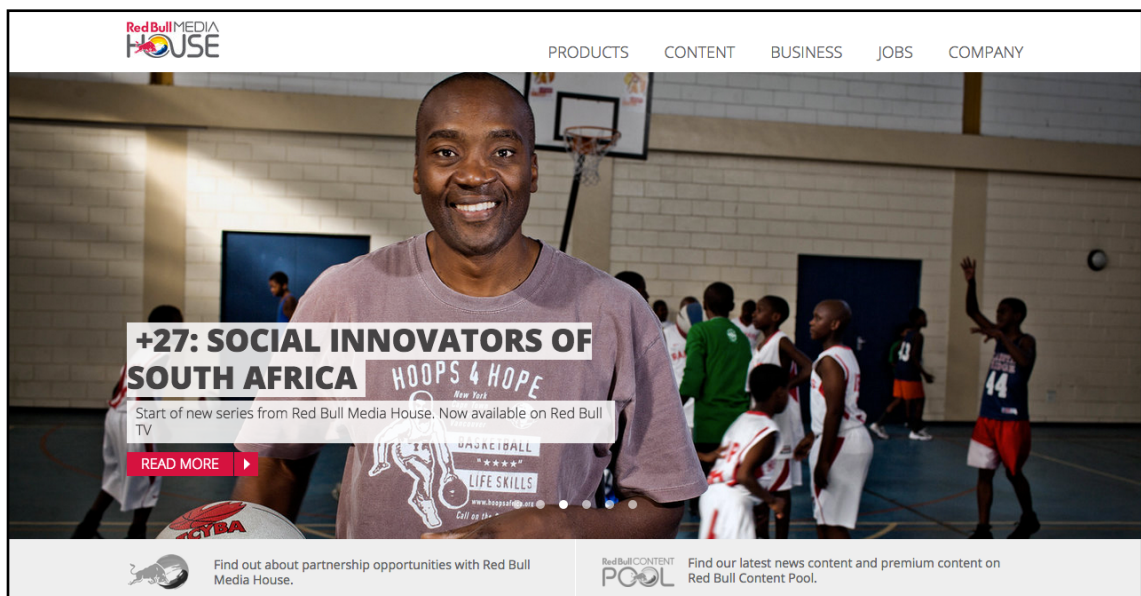 Red Bull MEDIA
HOUSE
PRODUCTS CONTENT BUSINESS JOBS COMPANY
+27: SOCIAL INNOVATORS OF
SOUTH AFRICA
HOOPS 4 HOPE
New York
Start of new series from Red Bull Media House. Now available on Red Bull
TV
BASKETBALL
"★★★★"
LIFE SKILLS
READ MORE
44
Find out about partnership opportunities with Red Bull
Media House.
Red Bull CONTENT
POOL
Find our latest news content and premium content on
Red Bull Content Pool.